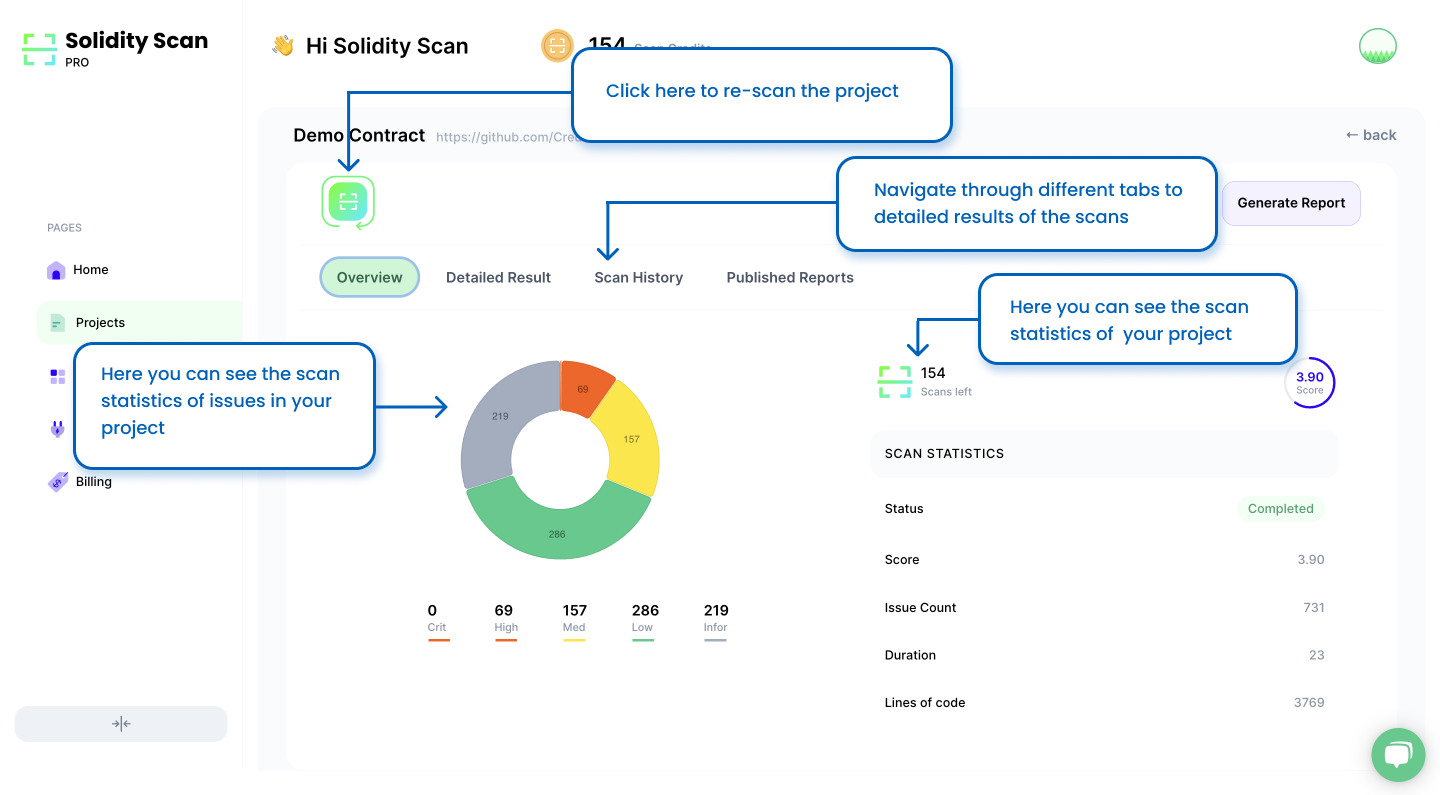 Solidity Scan
PRO
Hi Solidity Scan
154
Click here to re-scan the project
Demo Contract
https://github.com/
← back
Navigate through different tabs to
detailed results of the scans
Generate Report
PAGES
Home
Projects
Billing
Overview
Detailed Result
Scan History
Published Reports
Here you can see the scan
statistics of your project
Here you can see the scan
statistics of issues in your
project
69
157
286
219
0
Crit
69
High
157
Med
286
Low
219
Infor
154
Scans left
3.90
Score
SCAN STATISTICS
Status
Completed
Score
3.90
Issue Count
731
Duration
23
Lines of code
3769